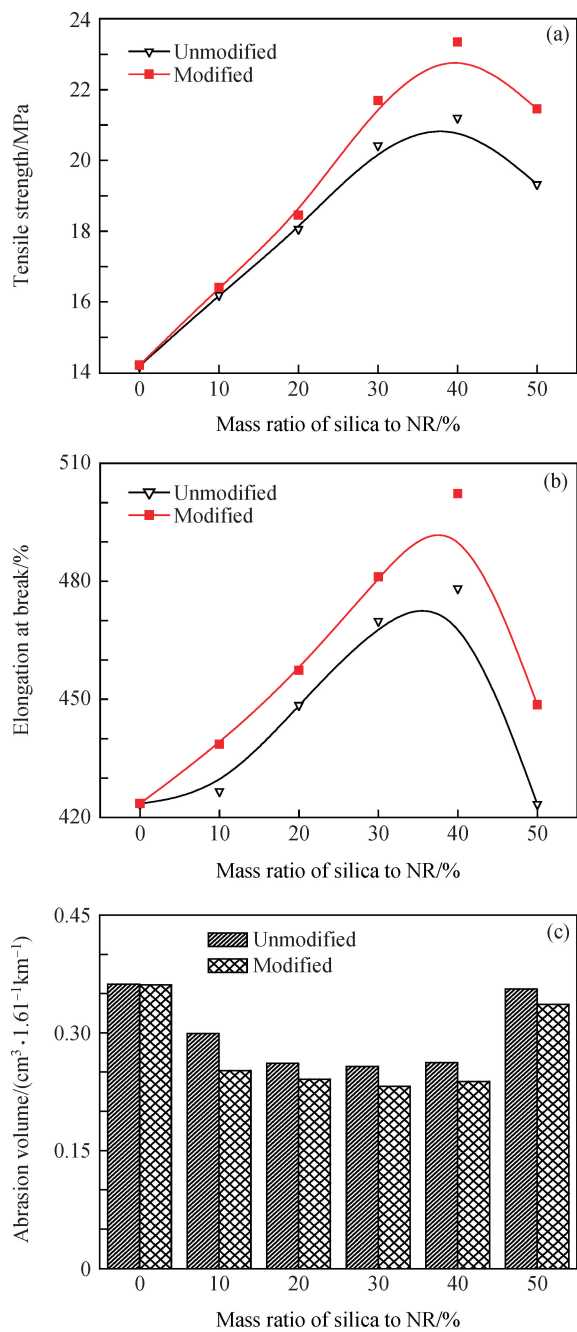 (a)
Unmodified
Modified
Tensile strength/MPa
24
22
20
18
16
14
0 10 20 30 40 50
Mass ratio of silica to NR/%
(b)
Unmodified
Modified
Elongation at break/%
510
480
450
420
0 10 20 30 40 50
Mass ratio of silica to NR/%
(c)
Unmodified
Modified
Abrasion volume/(cm³·1.61⁻¹km⁻¹)
0.45
0.30
0.15
0
0 10 20 30 40 50
Mass ratio of silica to NR/%